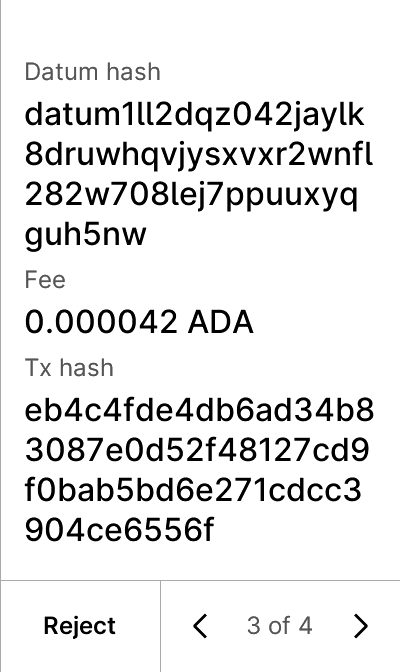 Datum hash
datum1ll2dqz042jaylk
8druwhqvjysxvxr2wnfl
282w708lej7ppuuxyq
guh5nw
Fee
0.000042 ADA
Tx hash
eb4c4fde4db6ad34b8
3087e0d52f48127cd9
f0bab5bd6e271cdcc3
904ce6556f
Reject
3 of 4